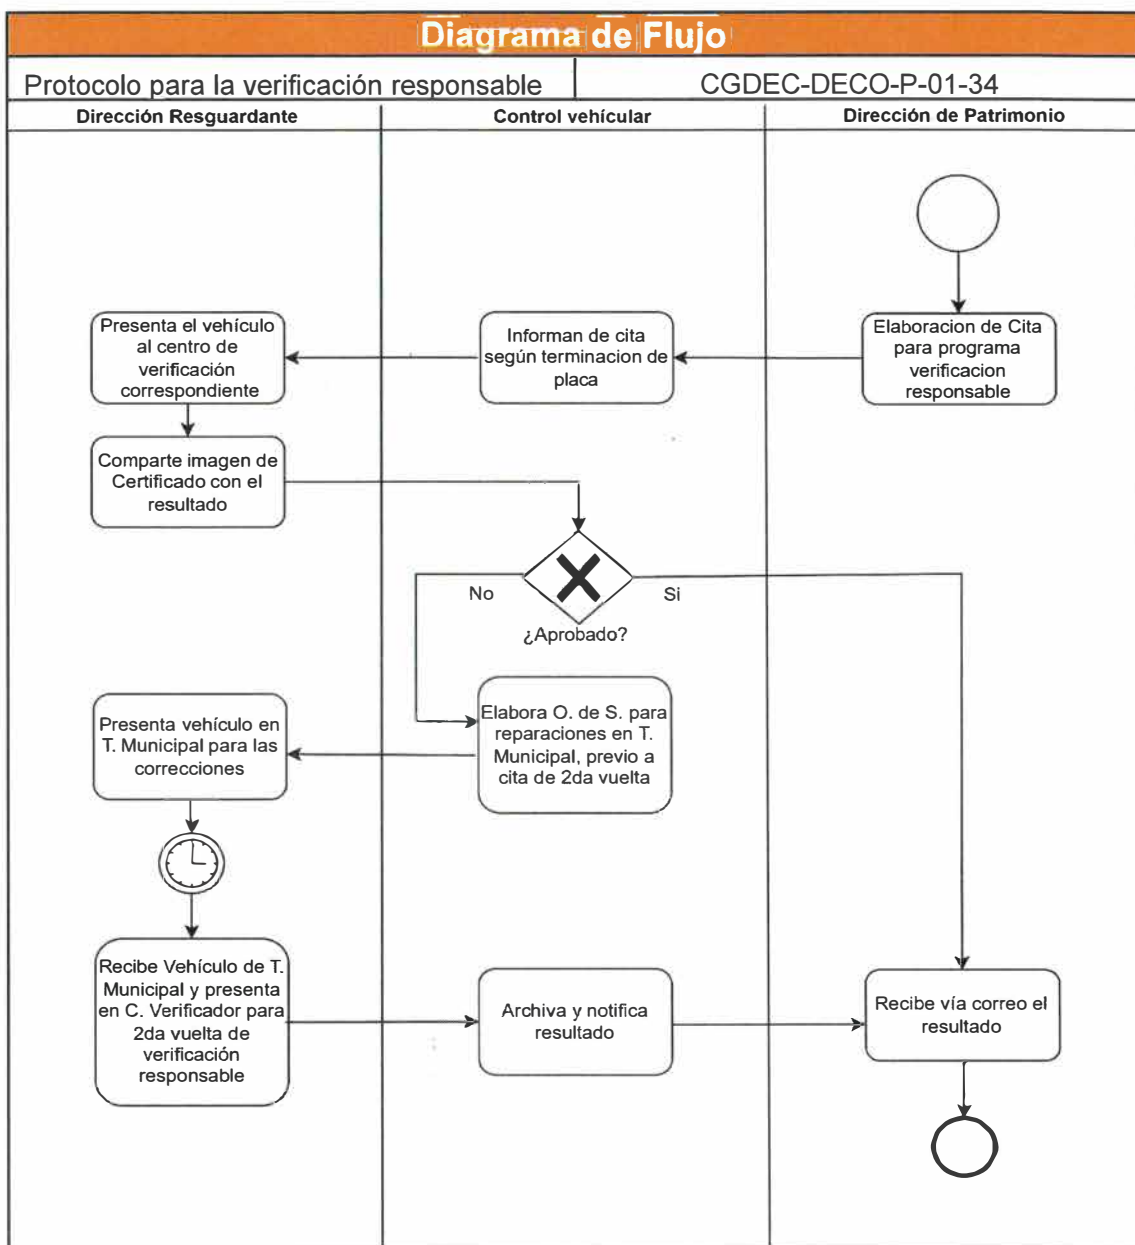 Diagrama de Flujo
Protocolo para la verificación responsable
CGDEC-DECO-P-01-34
Dirección Resguardante
Control vehícular
Dirección de Patrimonio
Presenta el vehículo
al centro de
verificación
correspondiente
Informan de cita
según terminacion de
placa
Elaboracion de Cita
para programa
verificacion
responsable
Comparte imagen de
Certificado con el
resultado
No
Si
¿Aprobado?
Presenta vehículo en
T. Municipal para las
correcciones
Elabora O. de S. para
reparaciones en T.
Municipal, previo a
cita de 2da vuelta
Recibe Vehículo de T.
Municipal y presenta
en C. Verificador para
2da vuelta de
verificación
responsable
Archiva y notifica
resultado
Recibe vía correo el
resultado